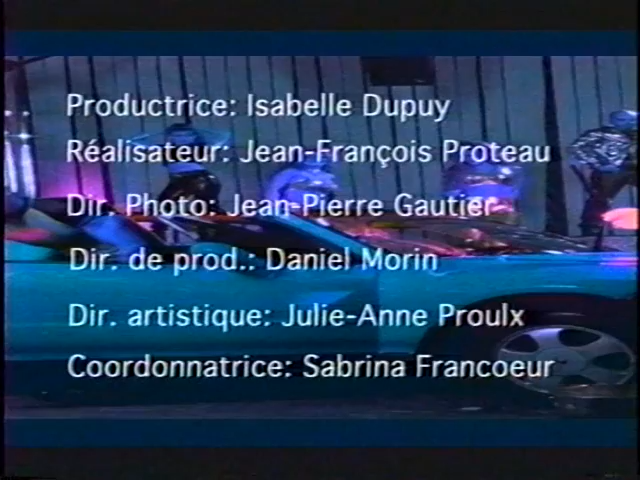 Productrice: Isabelle Dupuy
Réalisateur: Jean-François Proteau
Dir. Photo: Jean-Pierre Gautier
Dir. de prod.: Daniel Morin
Dir. artistique: Julie-Anne Proulx
Coordonnatrice: Sabrina Francoeur